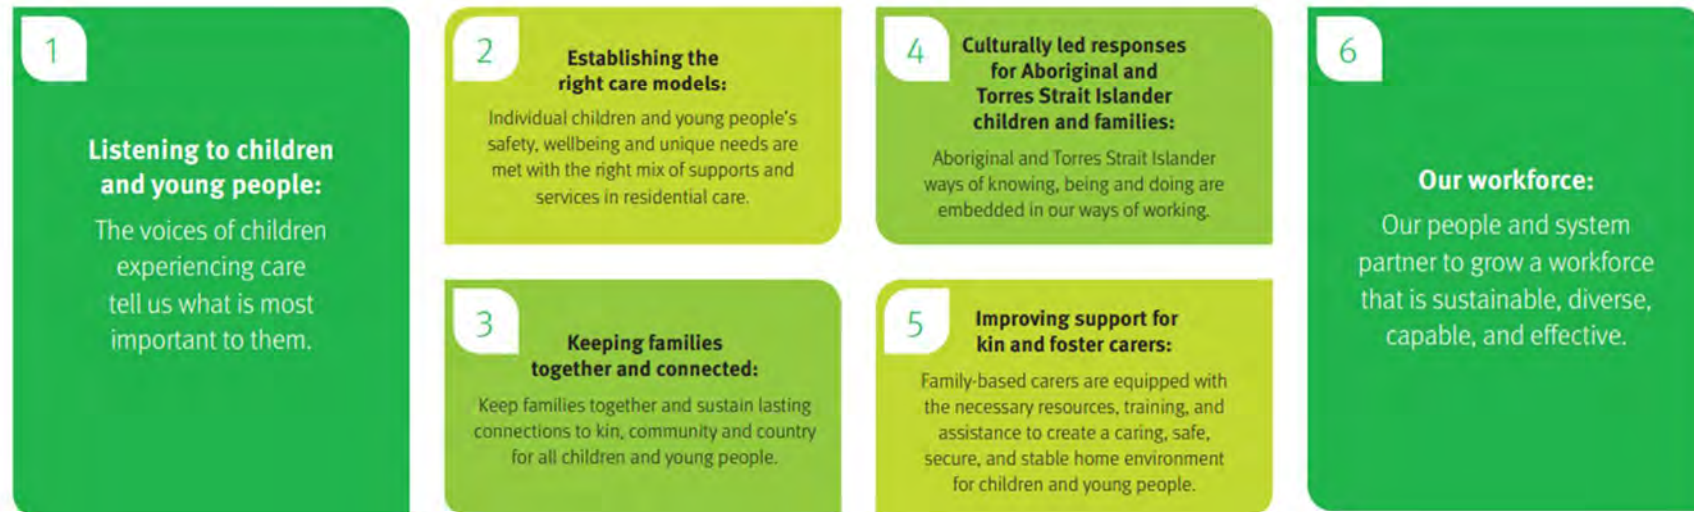 1
Listening to children
and young people:
The voices of children
experiencing care
tell us what is most
important to them.
2
Establishing the
right care models:
Individual children and young people's
safety, wellbeing and unique needs are
met with the right mix of supports and
services in residential care.
3
Keeping families
together and connected:
Keep families together and sustain lasting
connections to kin, community and country
for all children and young people.
4
Culturally led responses
for Aboriginal and
Torres Strait Islander
children and families:
Aboriginal and Torres Strait Islander
ways of knowing, being and doing are
embedded in our ways of working.
5
Improving support for
kin and foster carers:
Family-based carers are equipped with
the necessary resources, training, and
assistance to create a caring, safe,
secure, and stable home environment
for children and young people.
6
Our workforce:
Our people and system
partner to grow a workforce
that is sustainable, diverse,
capable, and effective.